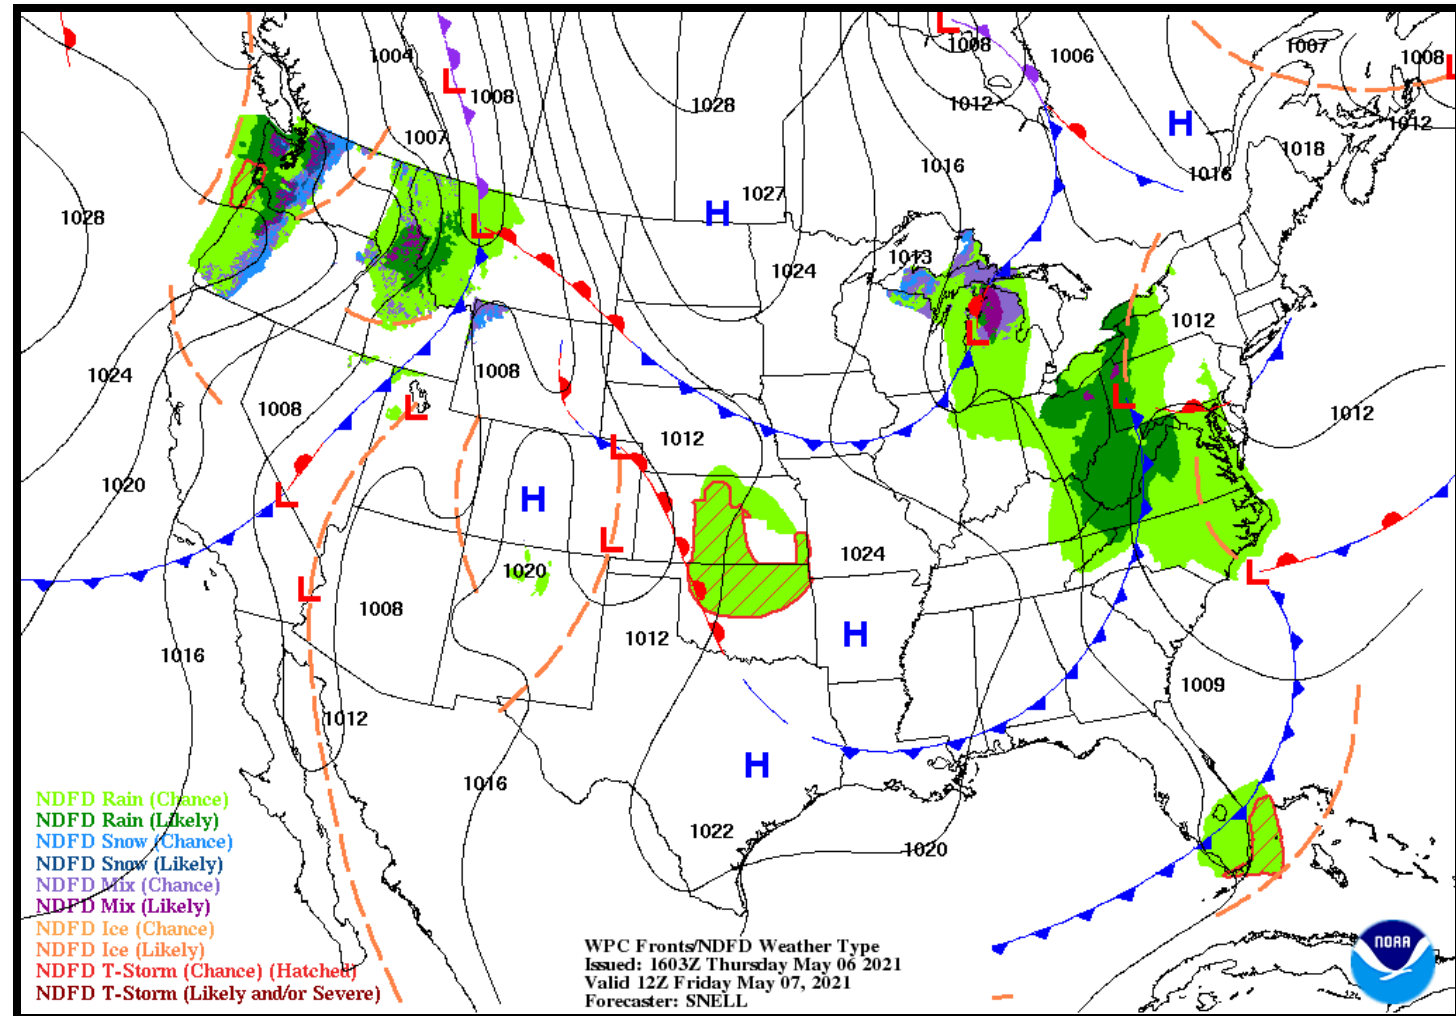 1004
1008
1007
1028
1008
1006
1007
1008
L
L
L
1012
H
1012
1018
1016
1016
1028
1027
H
L
1024
1013
1024
1012
1008
1008
L
L
1012
L
1012
L
1020
L
H
1024
1020
L
L
1008
L
1012
H
1016
1009
1012
1016
H
1022
1020
NDFD Rain (Chance)
NDFD Rain (Likely)
NDFD Snow (Chance)
NDFD Snow (Likely)
NDFD Mix (Chance)
NDFD Mix (Likely)
NDFD Ice (Chance)
NDFD Ice (Likely)
NDFD T-Storm (Chance) (Hatched)
NDFD T-Storm (Likely and/or Severe)
WPC Fronts/NDFD Weather Type
Issued: 1603Z Thursday May 06 2021
Valid 12Z Friday May 07, 2021
Forecaster: SNELL
NOAA